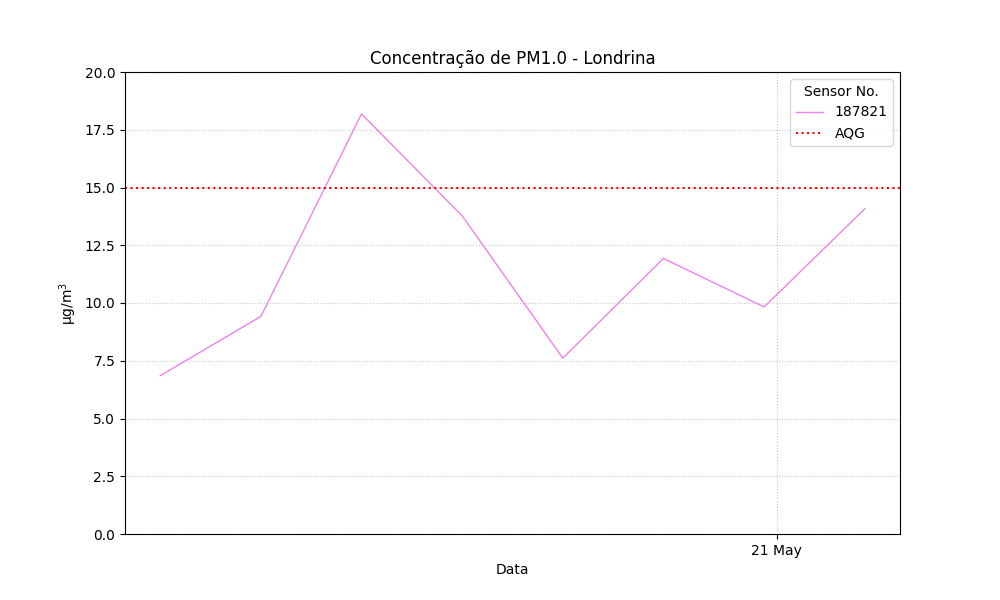 Concentração de PM1.0 - Londrina
20.0
17.5
15.0
12.5
10.0
7.5
5.0
2.5
0.0
µg/m³
Sensor No.
187821
AQG
21 May
Data